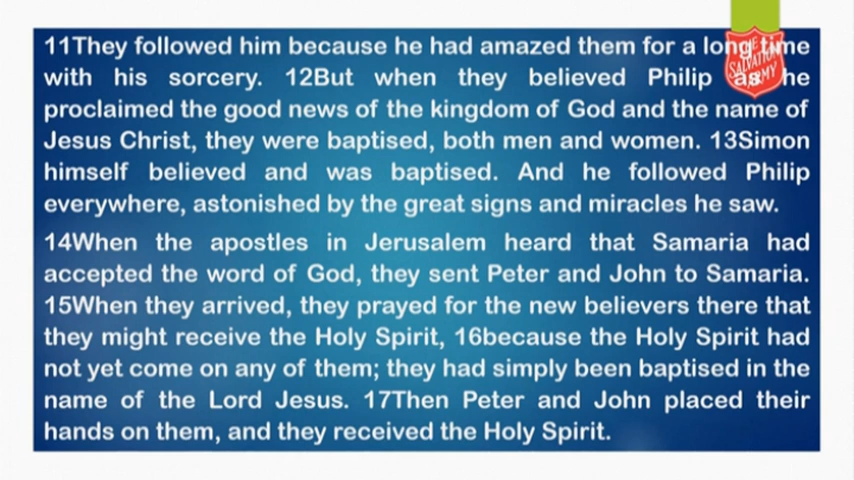 11They followed him because he had amazed them for a long time
with his sorcery. 12But when they believed Philip as he
proclaimed the good news of the kingdom of God and the name of
Jesus Christ, they were baptised, both men and women. 13Simon
himself believed and was baptised. And he followed Philip
everywhere, astonished by the great signs and miracles he saw.
14When the apostles in Jerusalem heard that Samaria had
accepted the word of God, they sent Peter and John to Samaria.
15When they arrived, they prayed for the new believers there that
they might receive the Holy Spirit, 16because the Holy Spirit had
not yet come on any of them; they had simply been baptised in the
name of the Lord Jesus. 17Then Peter and John placed their
hands on them, and they received the Holy Spirit.
THE
SALVATION
ARMY